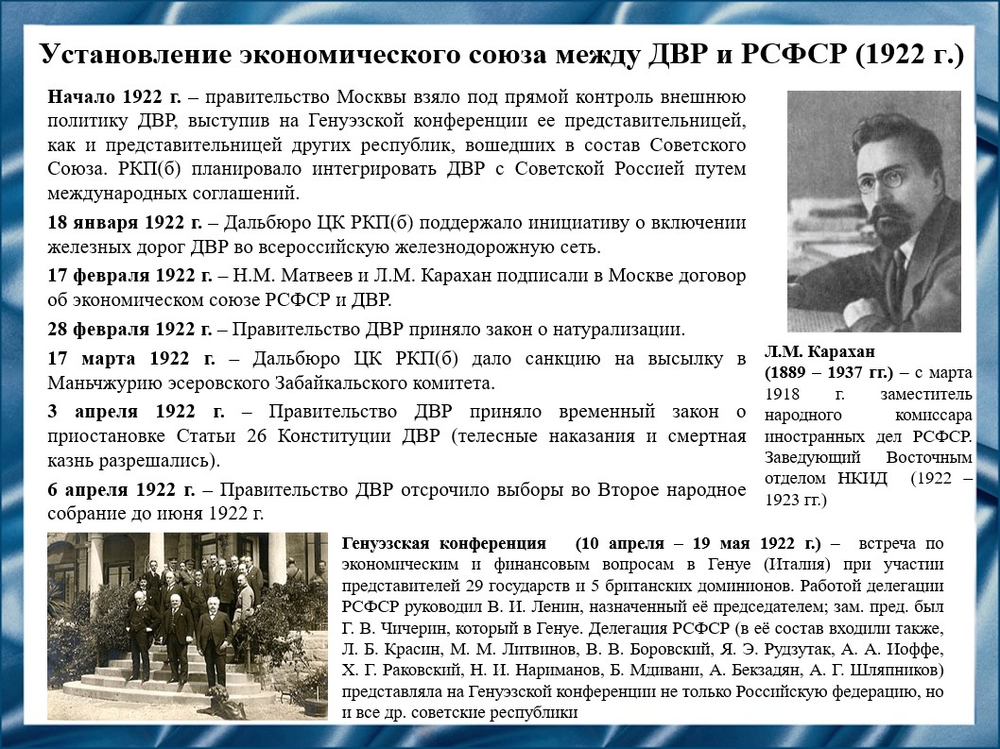 Установление экономического союза между ДВР и РСФСР (1922 г.)
Начало 1922 г. – правительство Москвы взяло под прямой контроль внешнюю
политику ДВР, выступив на Генуэзской конференции ее представительницей,
как и представительницей других республик, вошедших в состав Советского
Союза. РКП(б) планировало интегрировать ДВР с Советской Россией путем
международных соглашений.
18 января 1922 г. – Дальбюро ЦК РКП(б) поддержало инициативу о включении
железных дорог ДВР во всероссийскую железнодорожную сеть.
17 февраля 1922 г. – Н.М. Матвеев и Л.М. Карахан подписали в Москве договор
об экономическом союзе РСФСР и ДВР.
28 февраля 1922 г. – Правительство ДВР приняло закон о натурализации.
17 марта 1922 г. – Дальбюро ЦК РКП(б) дало санкцию на высылку в
Маньчжурию эсеровского Забайкальского комитета.
3 апреля 1922 г. – Правительство ДВР приняло временный закон о
приостановке Статьи 26 Конституции ДВР (телесные наказания и смертная
казнь разрешались).
6 апреля 1922 г. – Правительство ДВР отсрочило выборы во Второе народное
собрание до июня 1922 г.
Л.М. Карахан
(1889 – 1937 гг.) – с марта
1918 г. заместитель
народного комиссара
иностранных дел РСФСР.
Заведующий Восточным
отделом НКИД (1922 –
1923 гг.)
Генуэзская конференция (10 апреля – 19 мая 1922 г.) – встреча по
экономическим и финансовым вопросам в Генуе (Италия) при участии
представителей 29 государств и 5 британских доминионов. Работой делегации
РСФСР руководил В. И. Ленин, назначенный её председателем; зам. пред. был
Г. В. Чичерин, который в Генуе. Делегация РСФСР (в её состав входили также,
Л. Б. Красин, М. М. Литвинов, В. В. Боровский, Я. Э. Рудзутак, А. А. Иоффе,
Х. Г. Раковский, Н. И. Нариманов, Б. Мдивани, А. Бекзадян, А. Г. Шляпников)
представляла на Генуэзской конференции не только Российскую федерацию, но
и все др. советские республики